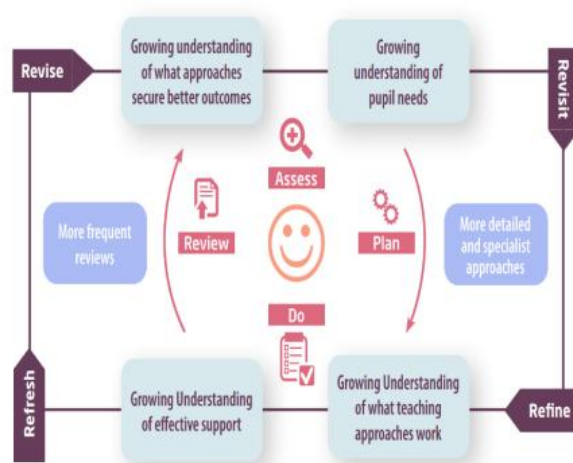 Growing understanding
of what approaches
secure better outcomes
Growing
understanding of
pupil needs
Revise
Revisit
Assess
Review
Plan
More frequent
reviews
More detailed
and specialist
approaches
Do
Growing Understanding
of effective support
Growing Understanding
of what teaching
approaches work
Refresh
Refine